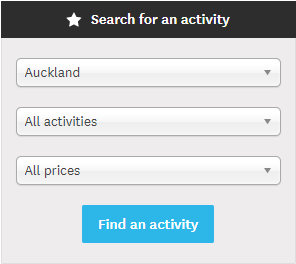 Search for an activity
Auckland
All activities
All prices
Find an activity